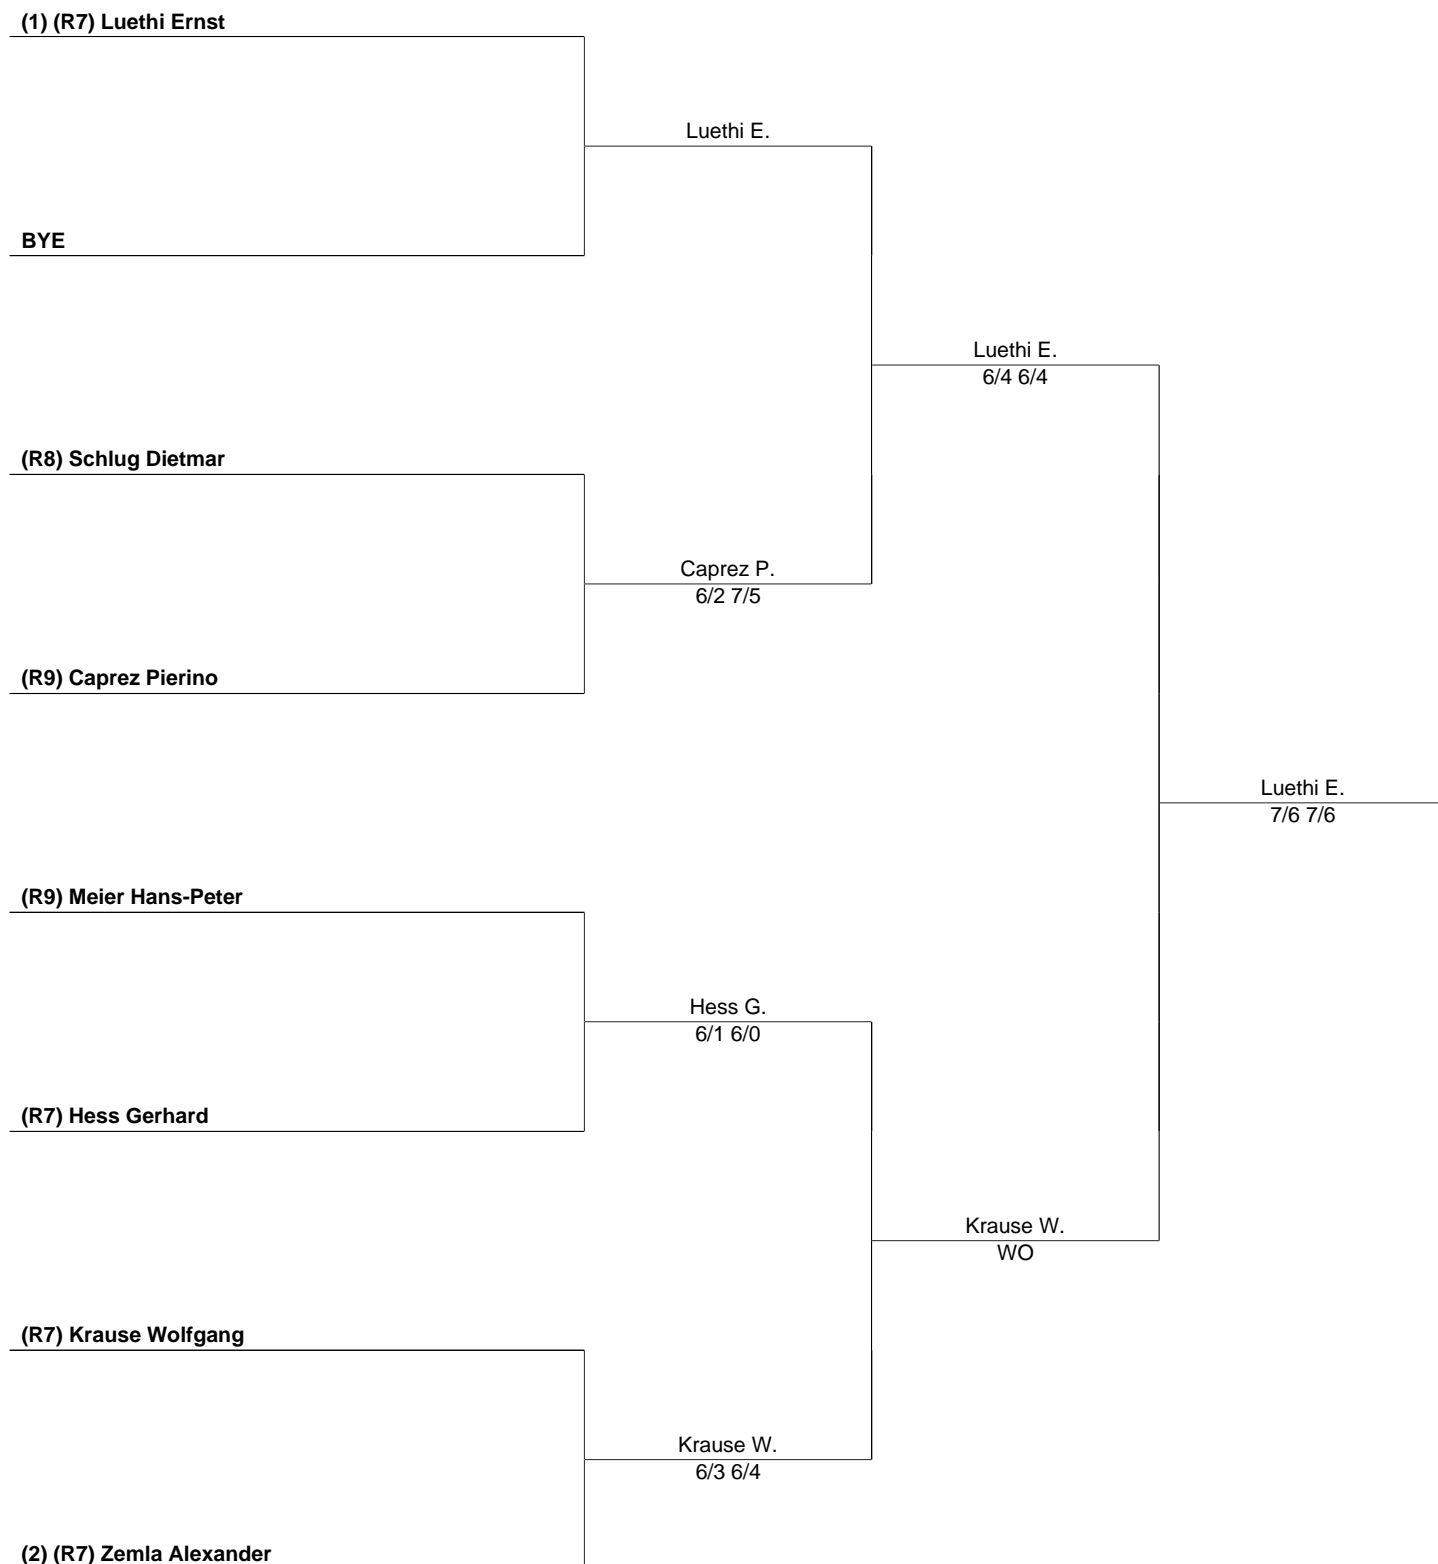 (1) (R7) Luethi Ernst
Luethi E.
BYE
Luethi E.
6/4 6/4
(R8) Schlug Dietmar
Caprez P.
6/2 7/5
(R9) Caprez Pierino
Luethi E.
7/6 7/6
(R9) Meier Hans-Peter
Hess G.
6/1 6/0
(R7) Hess Gerhard
Krause W.
WO
(R7) Krause Wolfgang
Krause W.
6/3 6/4
(2) (R7) Zemla Alexander